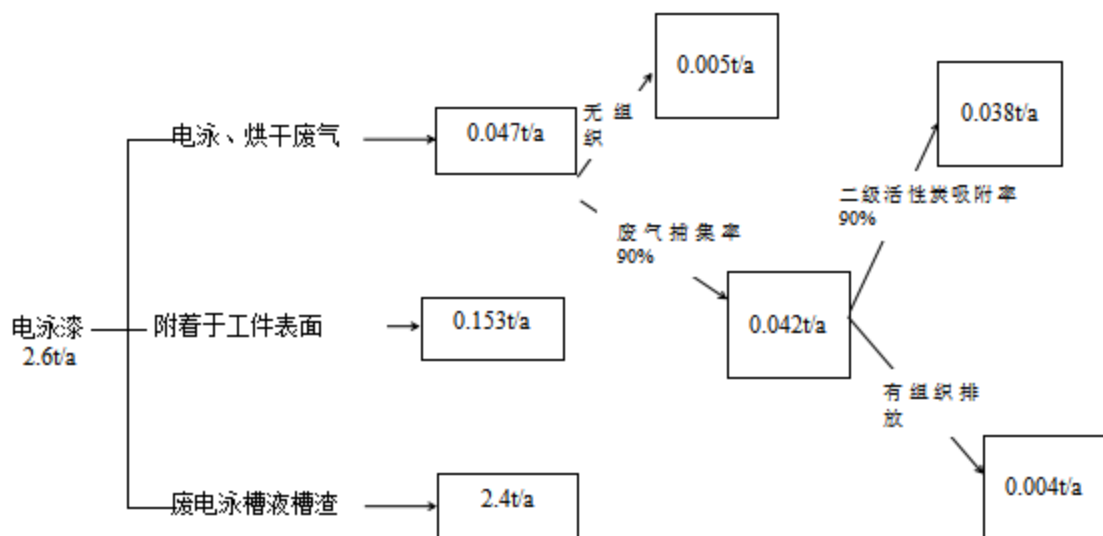 0.005t/a
0.038t/a
无组
织
电泳、烘干废气
0.047t/a
二级活性炭吸附率
90%
废气捕集率
90%
电泳漆
2.6t/a
附着于工件表面
0.153t/a
0.042t/a
有组织排
放
废电泳槽液槽渣
2.4t/a
0.004t/a